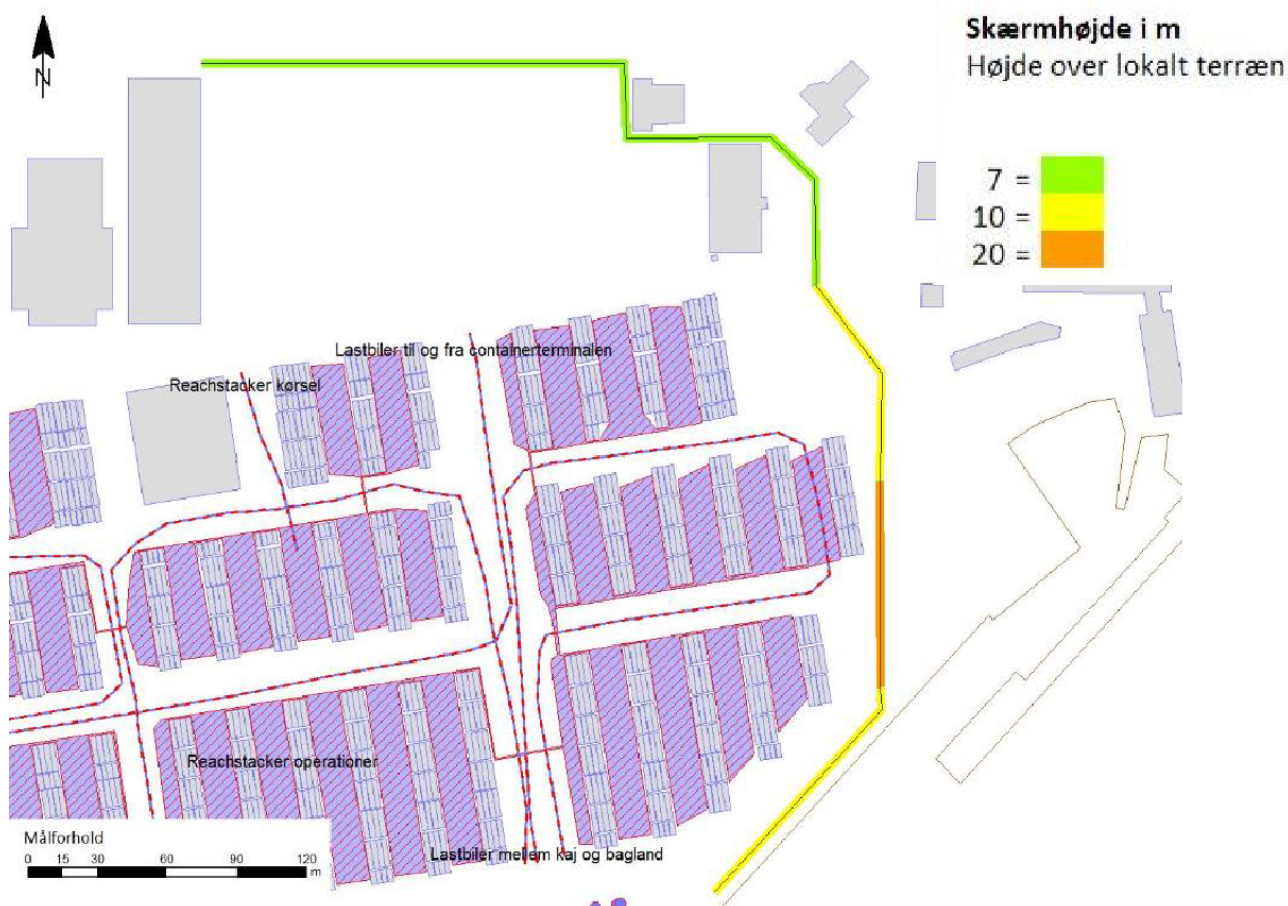 N
Skærmhøjde i m
Højde over lokalt terræn
7 =
10 =
20 =
Lastbiler til og fra containerterminalen
Reachstacker kørsel
Reachstacker operationer
Lastbiler mellem kaj og bagland
Målforhold
0 15 30 60 90 120
m